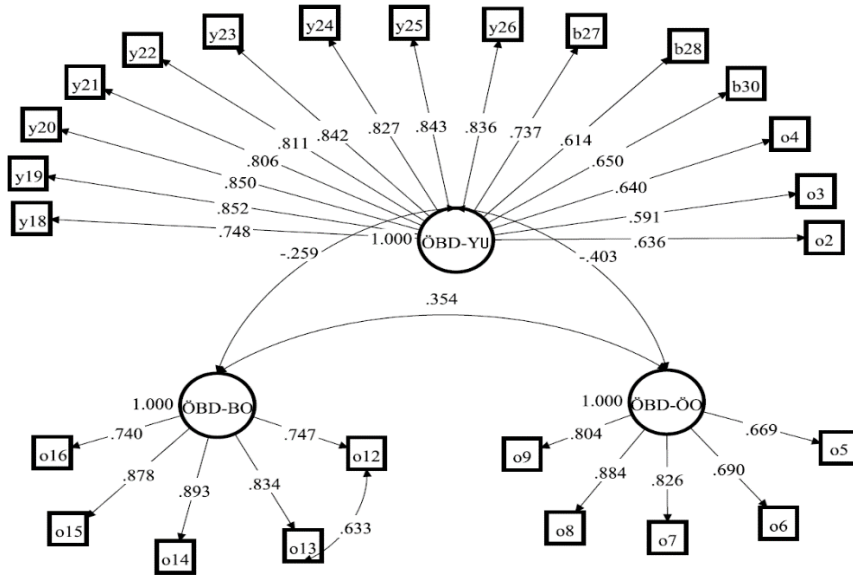 y24
y25
y26
y23
b27
b28
y22
y21
b30
y20
o4
y19
o3
y18
o2
.827
.843
.836
.737
.842
.811
.614
.806
.650
.850
.640
.852
.591
.748
.636
1.000
ÖBD-YU
-.259
-.403
.354
1.000
ÖBD-BO
1.000
ÖBD-ÖO
.740
.747
.804
.669
o16
o12
o9
o5
.878
.893
.834
.884
.826
.690
.633
o15
o14
o13
o8
o7
o6